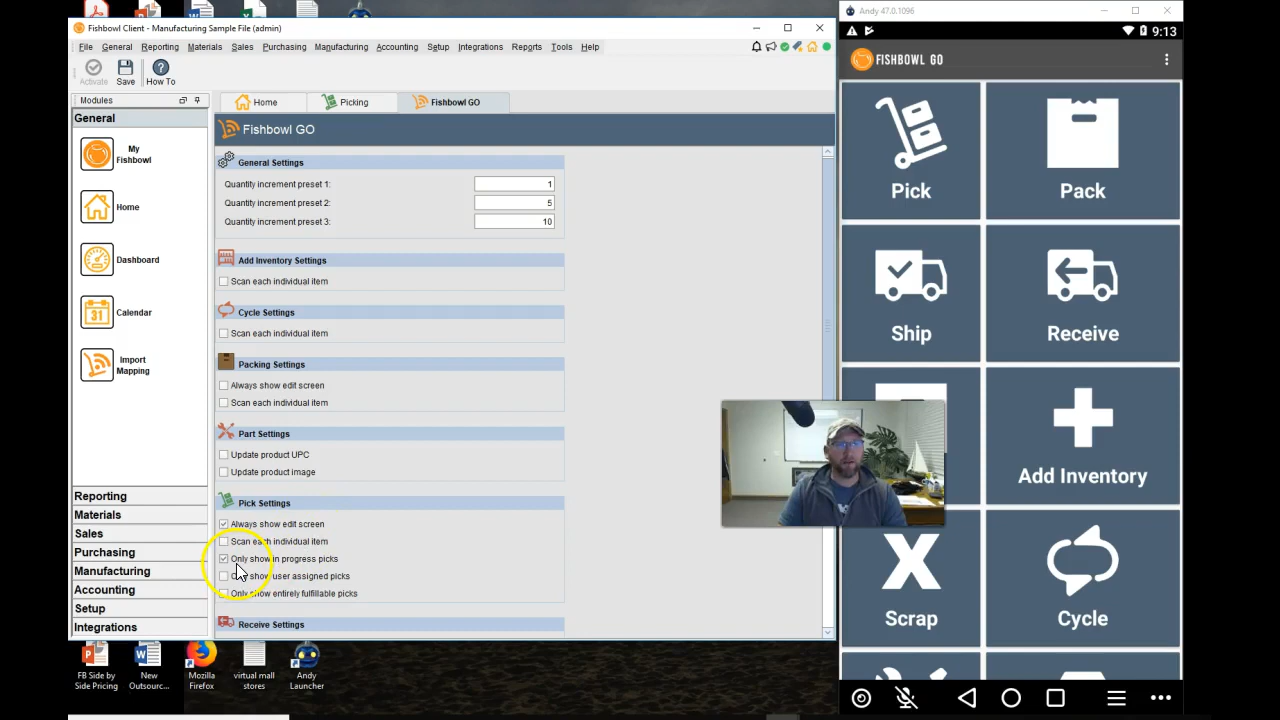 Fishbowl Client - Manufacturing Sample File (admin)
File General Reporting Materials Sales Purchasing Manufacturing Accounting Setup Integrations Reports Tools Help
Activate Save How To
Modules
General
My Fishbowl
Home
Dashboard
Calendar
Import Mapping
Reporting
Materials
Sales
Purchasing
Manufacturing
Accounting
Setup
Integrations
Home Picking Fishbowl GO
Fishbowl GO
General Settings
Quantity increment preset 1: 1
Quantity increment preset 2: 5
Quantity increment preset 3: 10
Add Inventory Settings
Scan each individual item
Cycle Settings
Scan each individual item
Packing Settings
Always show edit screen
Scan each individual item
Part Settings
Update product UPC
Update product image
Pick Settings
Always show edit screen
Scan each individual item
Only show in progress picks
Only show user assigned picks
Only show entirely fulfillable picks
Receive Settings
FB Side by Side Pricing
New Outsourc...
Mozilla Firefox
virtual mall stores
Andy Launcher
Andy 47.0.1096
9:13
FISHBOWL GO
Pick
Pack
Ship
Receive
Add Inventory
Scrap
Cycle
31